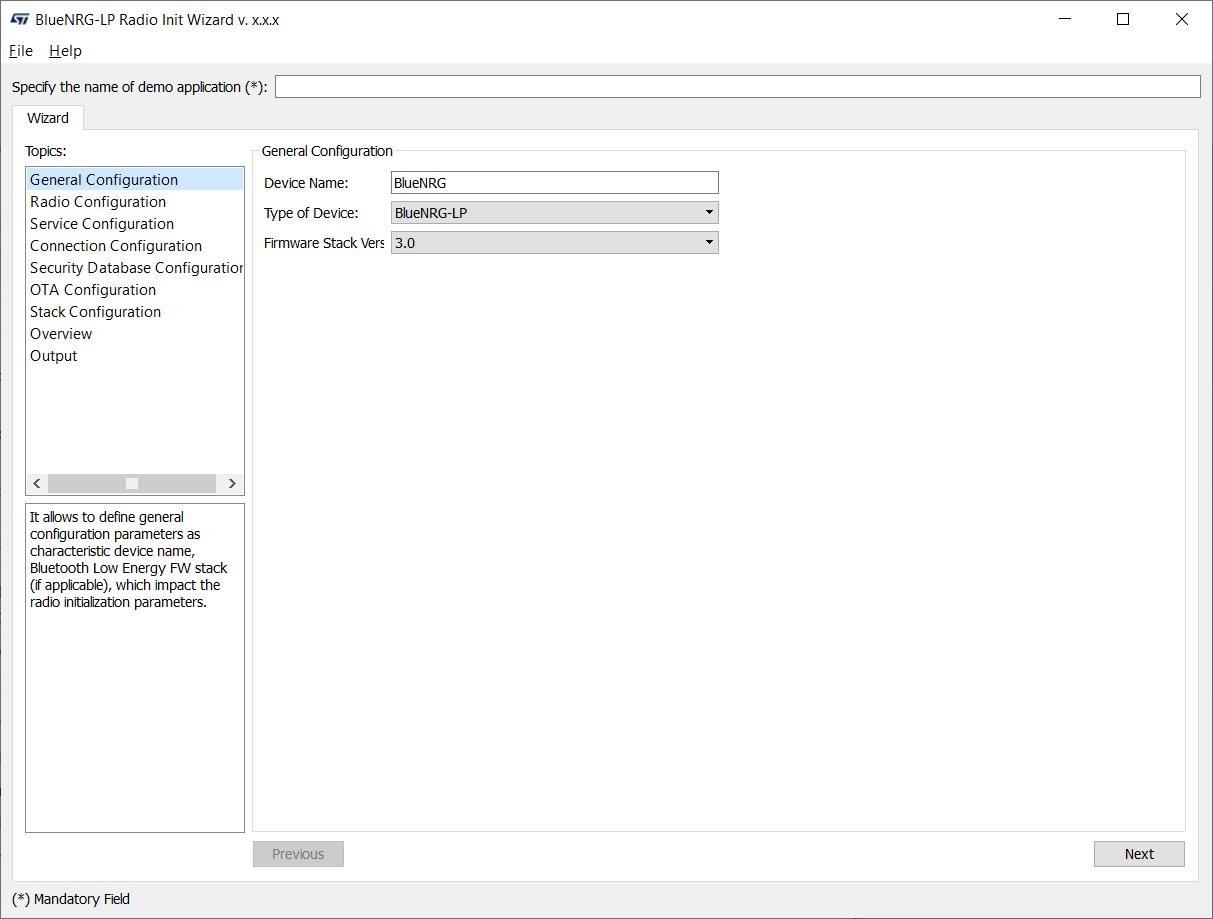 BlueNRG-LP Radio Init Wizard v. x.x.x
File Help
Specify the name of demo application (*):
Wizard
Topics:
General Configuration
Radio Configuration
Service Configuration
Connection Configuration
Security Database Configuration
OTA Configuration
Stack Configuration
Overview
Output
It allows to define general
configuration parameters as
characteristic device name,
Bluetooth Low Energy FW stack
(if applicable), which impact the
radio initialization parameters.
General Configuration
Device Name: BlueNRG
Type of Device: BlueNRG-LP
Firmware Stack Vers 3.0
Previous Next
(*) Mandatory Field